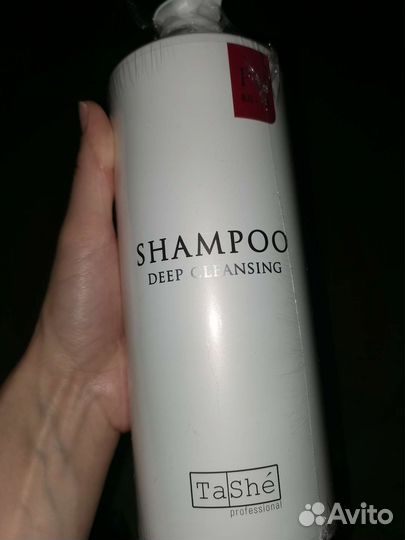 SHAMPOO
DEEP CLEANSING
TaShé
professional
Avito